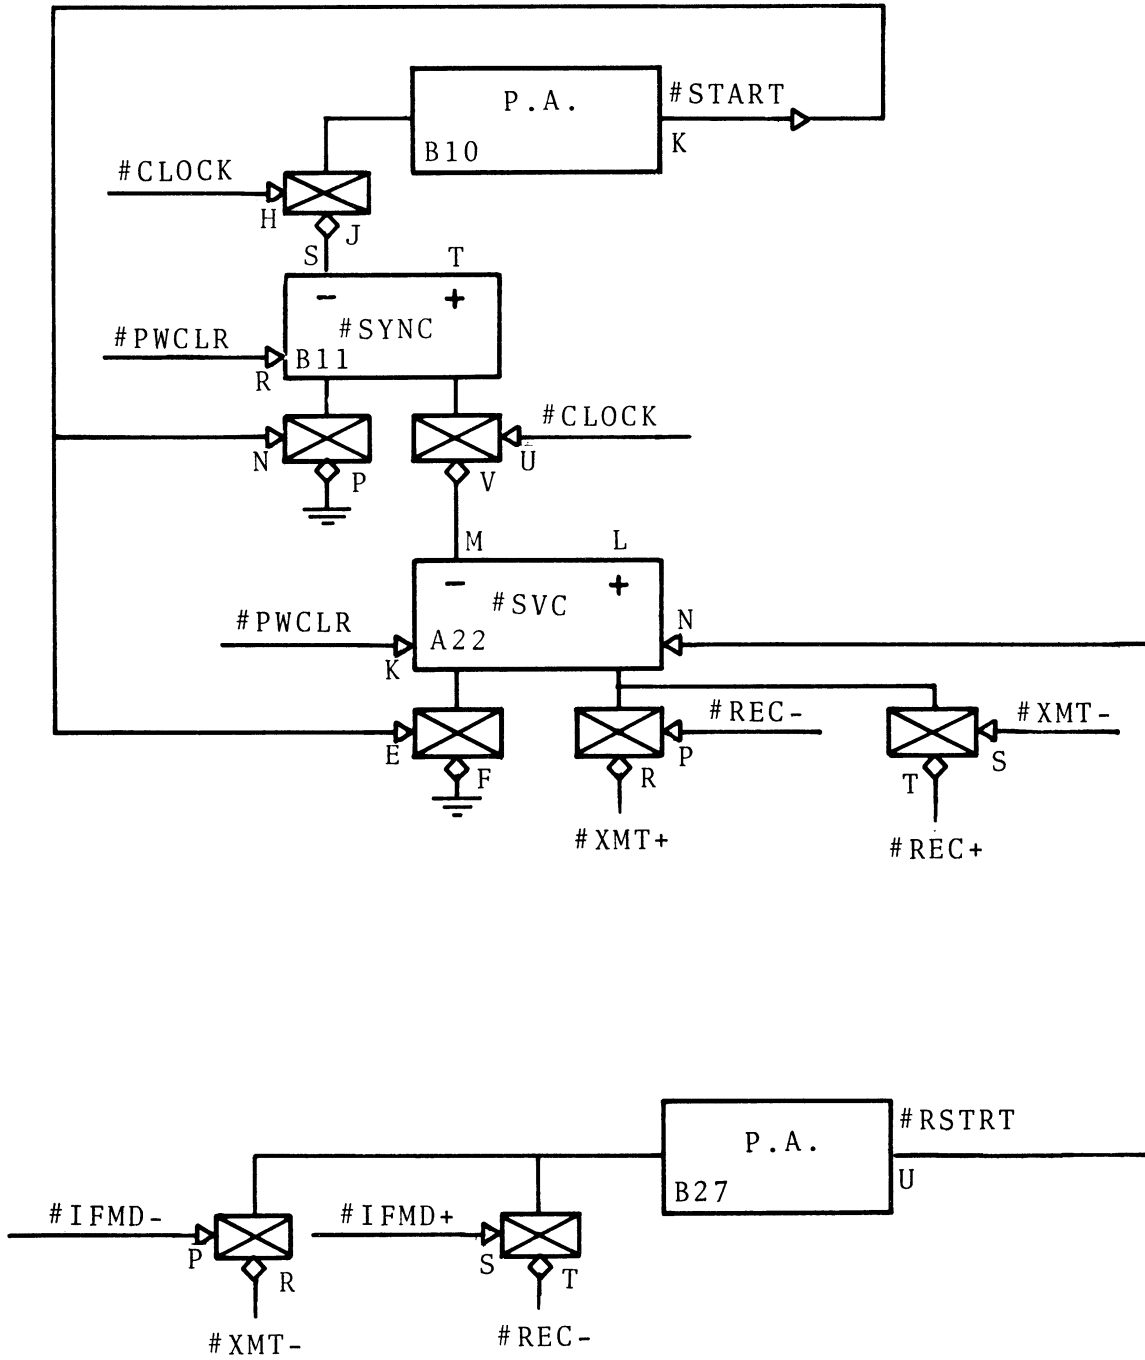 #START
P.A.
K
B10
#CLOCK
H
J
S
T
- +
#SYNC
#PWCLR
B11
R
#CLOCK
N
U
P
V
M
L
- +
#SVC
#PWCLR
N
A22
K
#REC-
#XMT-
E
P
S
F
R
T
#XMT+
#REC+
#RSTRT
P.A.
U
B27
#IFMD-
#IFMD+
P
S
R
T
#XMT-
#REC-